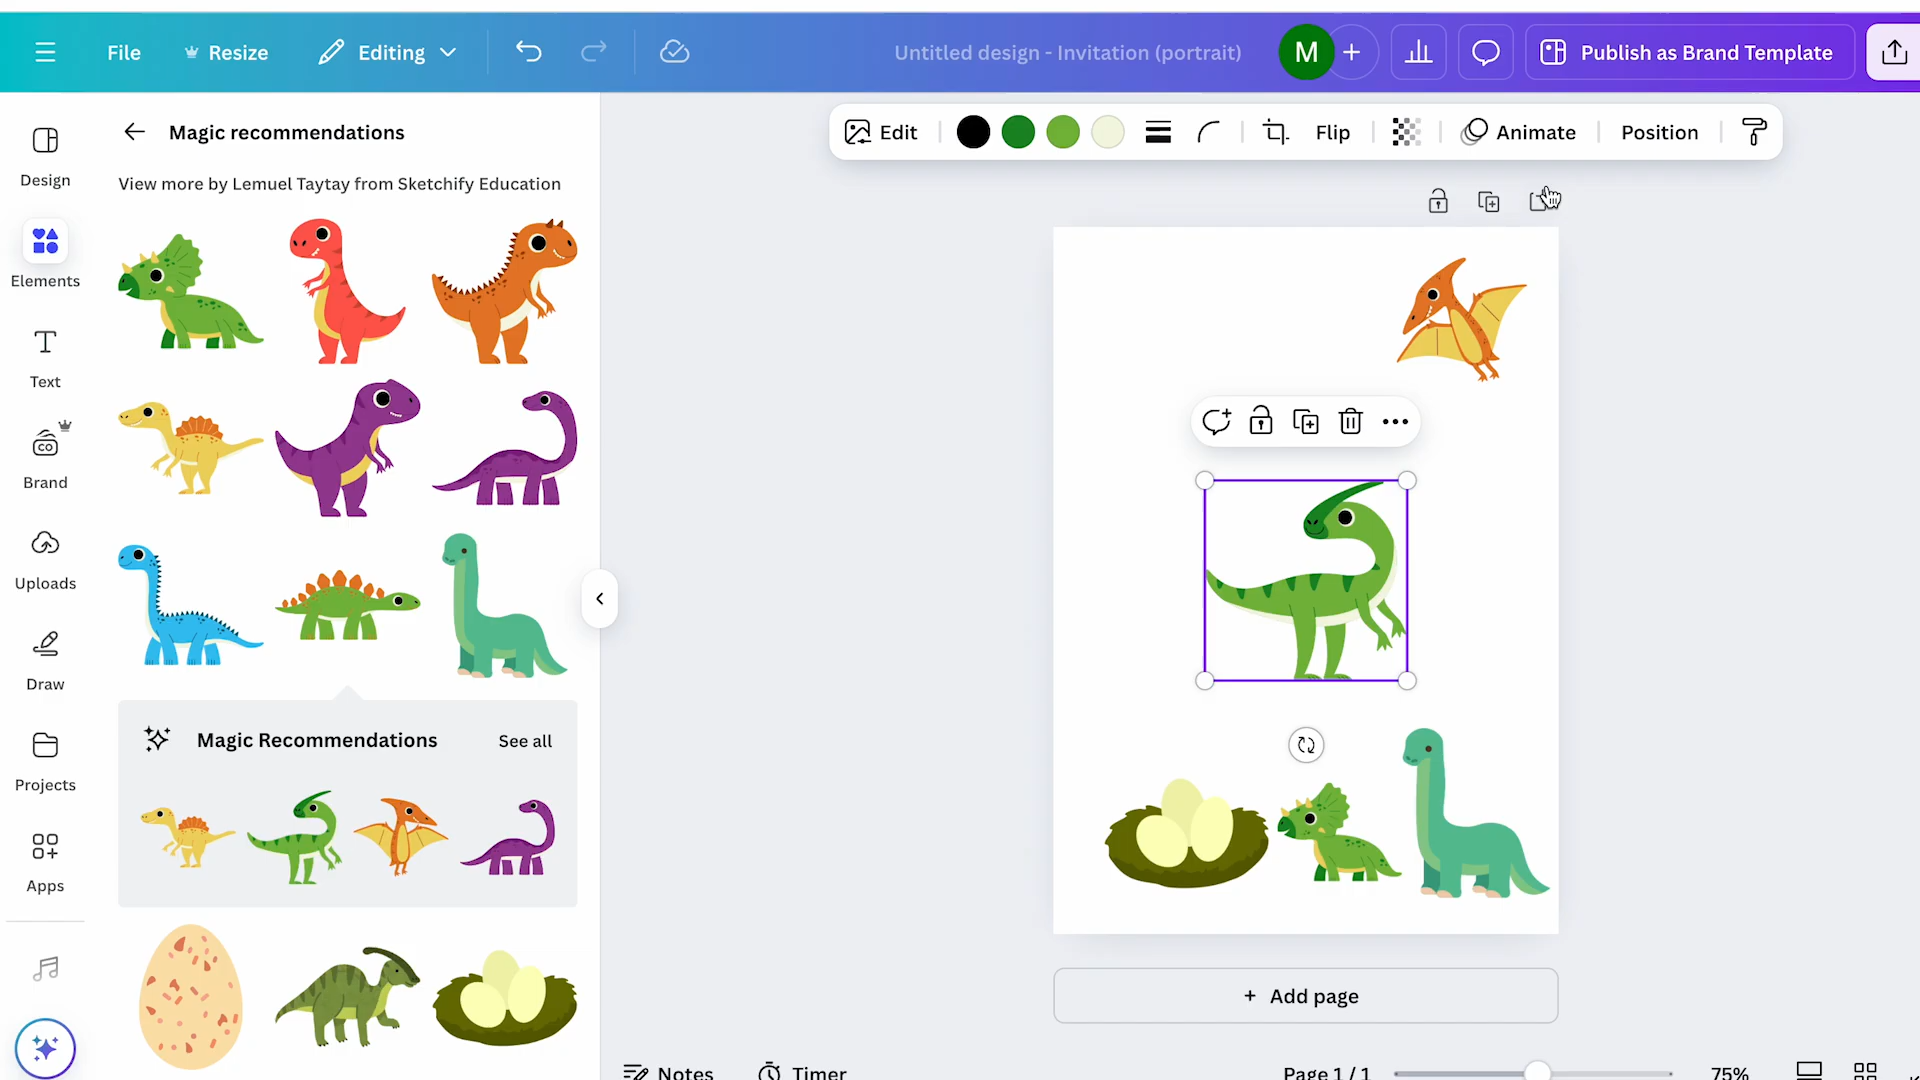 File
Resize
Editing
Untitled design - Invitation (portrait)
M
Publish as Brand Template
Design
Elements
Text
Brand
CO
Uploads
Draw
Projects
Apps
Magic recommendations
View more by Lemuel Taytay from Sketchify Education
Magic Recommendations
See all
Edit
Flip
Animate
Position
+ Add page
Notes
Timer
Page 1 / 1
75%